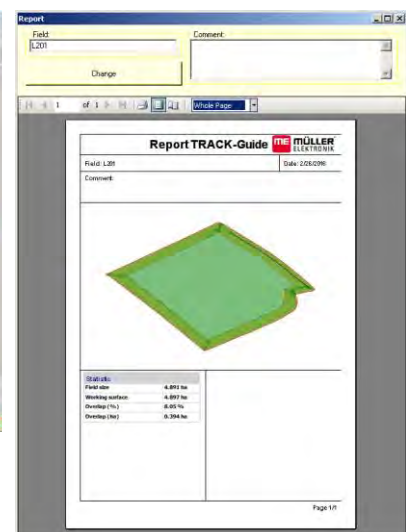 Report
Field:
L201
Comment:
Change
1 of 1
Whole Page
Report TRACK-Guide
ME MÜLLER
ELEKTRONIK
Field: L201
Date: 2/26/2016
Comment:
Statistic
Field size 4.891 ha
Working surface 4.897 ha
Overlap (%) 8.05 %
Overlap (ha) 0.394 ha
Page 1/1